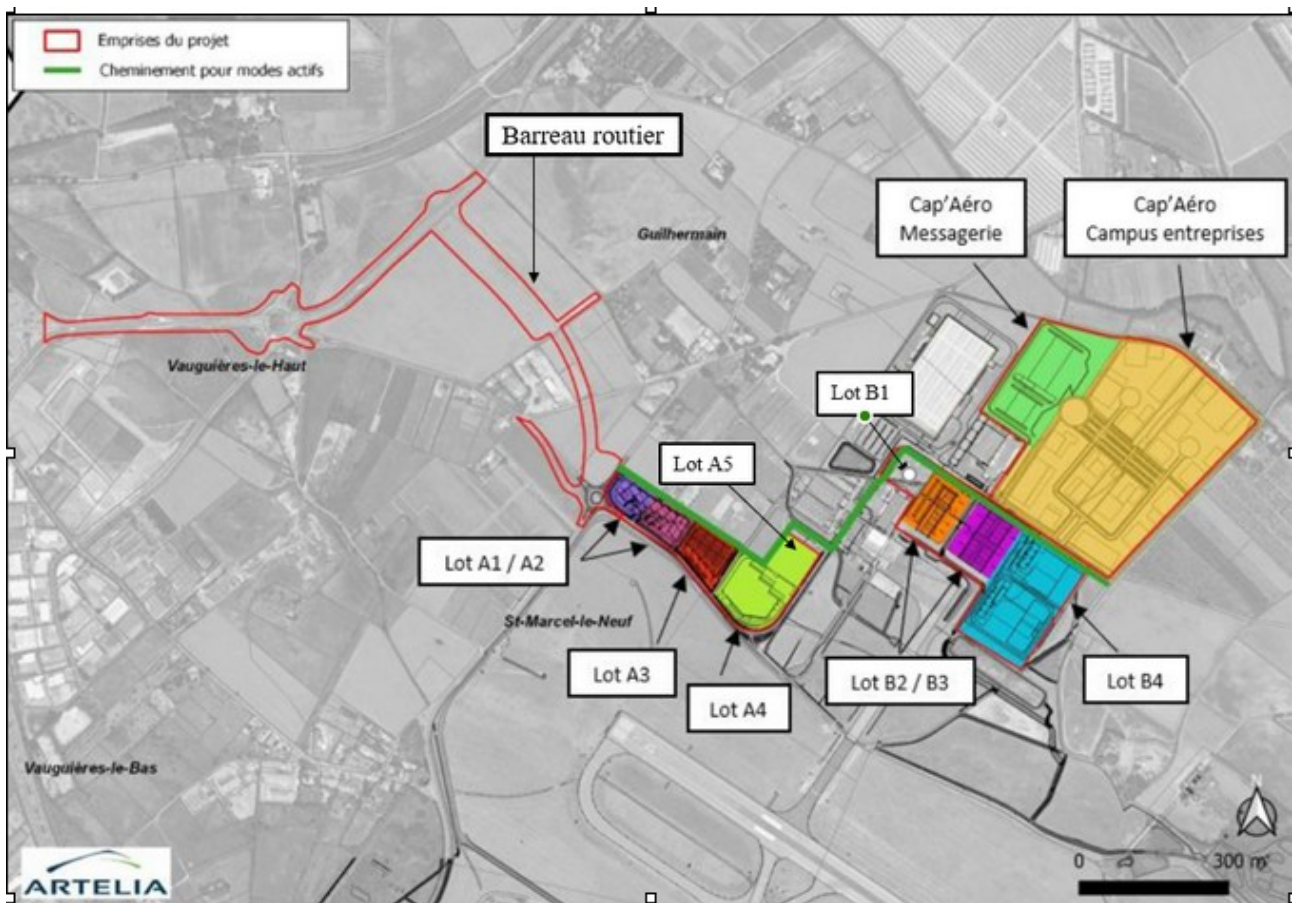 Emprises du projet
Cheminement pour modes actifs
Barreau routier
Cap'Aéro
Messagerie
Cap'Aéro
Campus entreprises
Guilhermain
Vauguières-le-Haut
Lot B1
Lot A5
Lot A1 / A2
St-Marcel-le-Neuf
Lot A3
Lot A4
Lot B2 / B3
Lot B4
Vauguières-le-Bas
N
0
300 m
ARTELIA